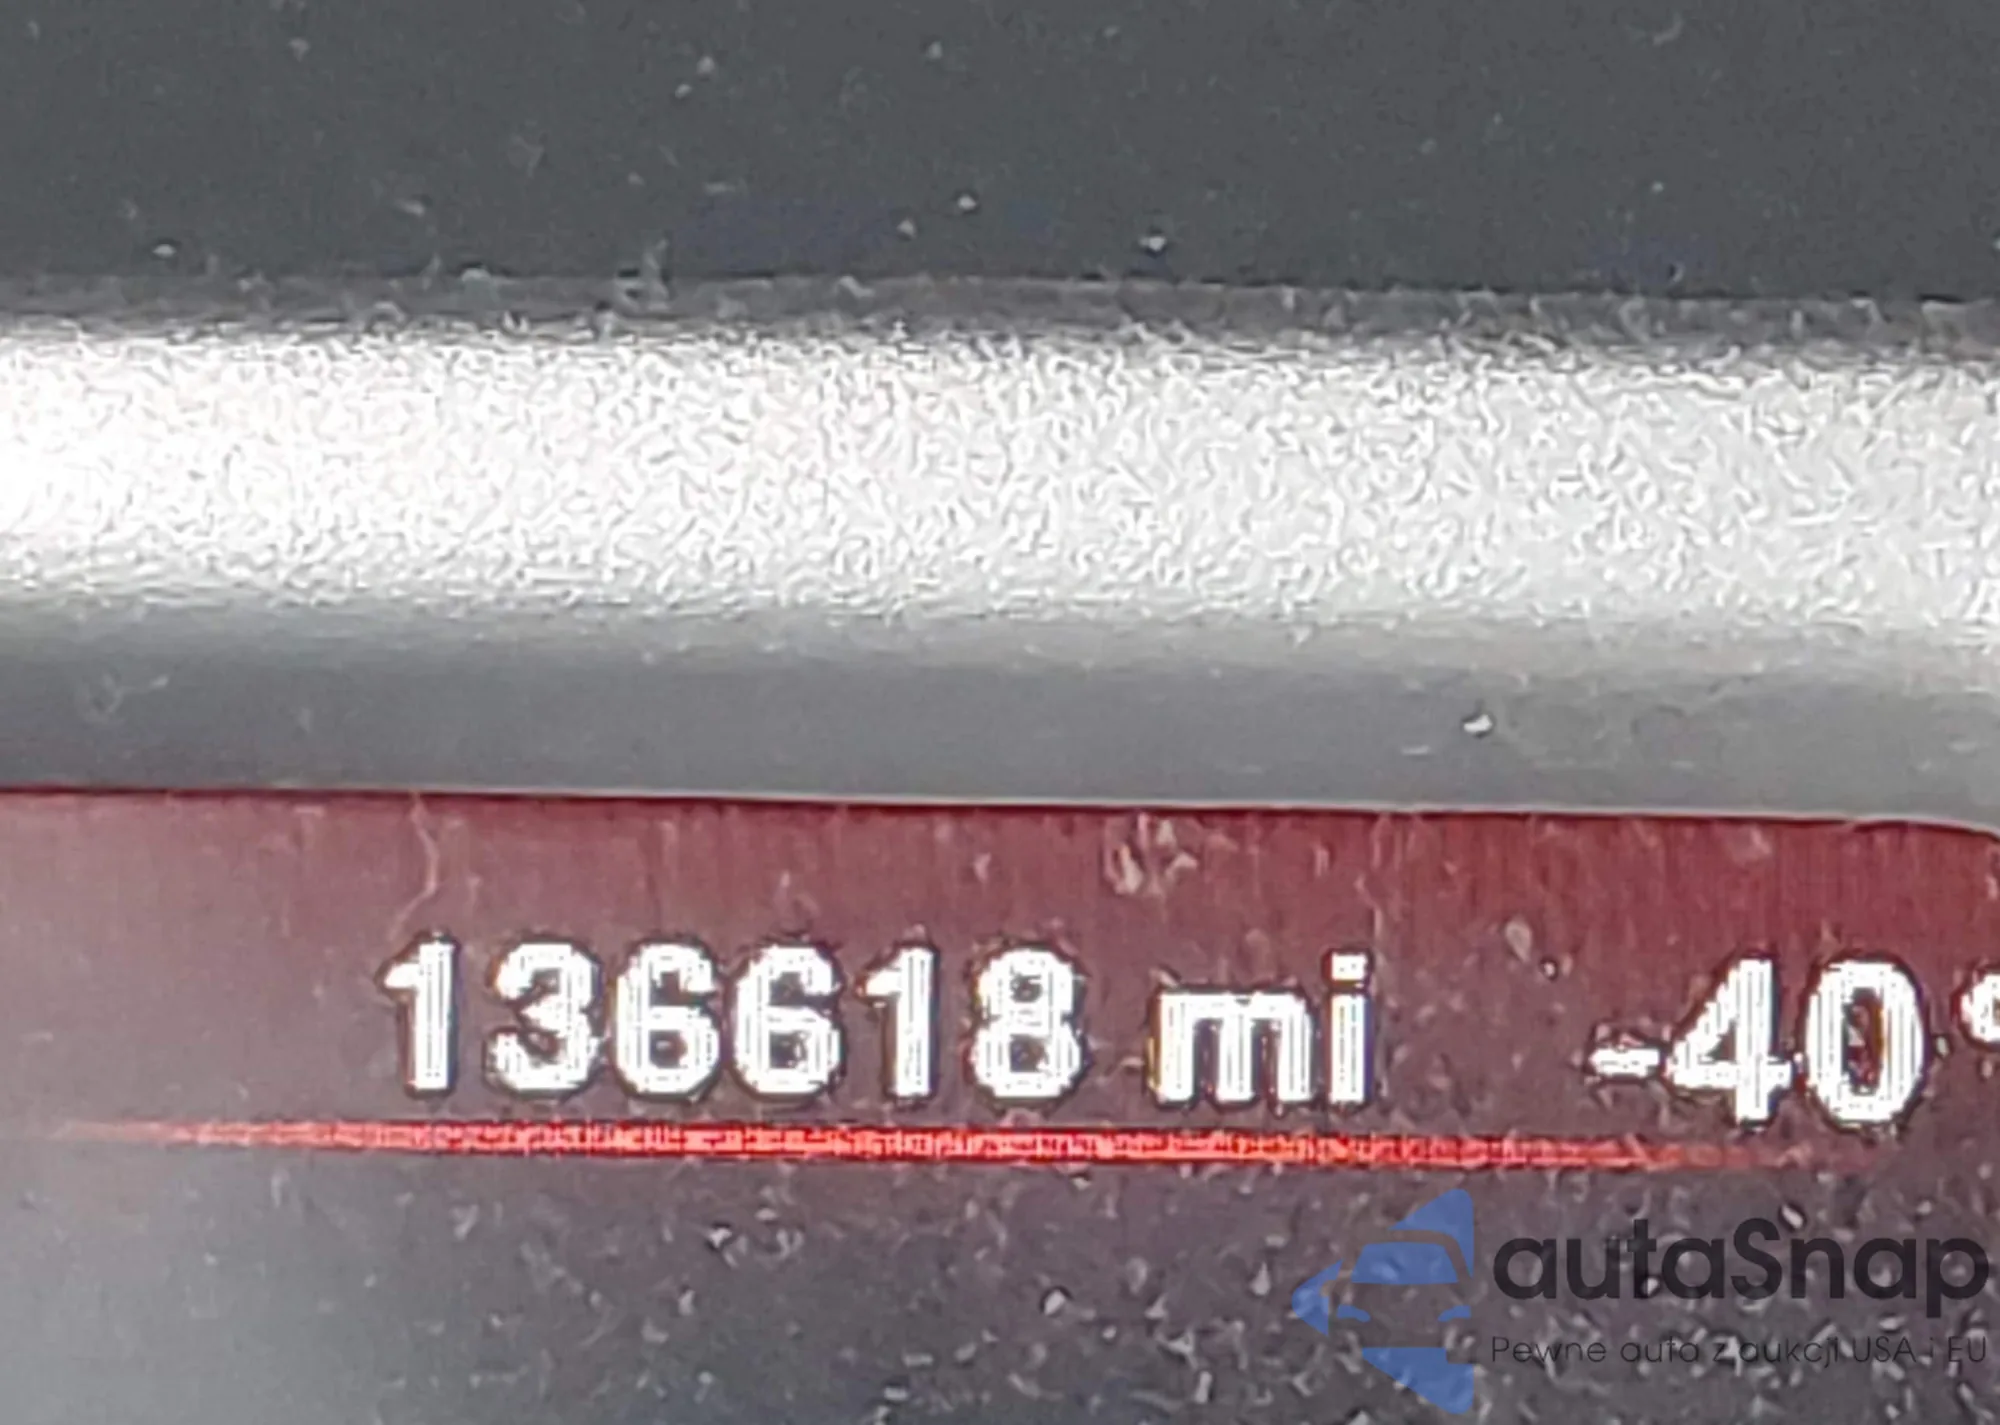 136618 mi -40°
autaSnap
Pewne auta z aukcji USA i EU